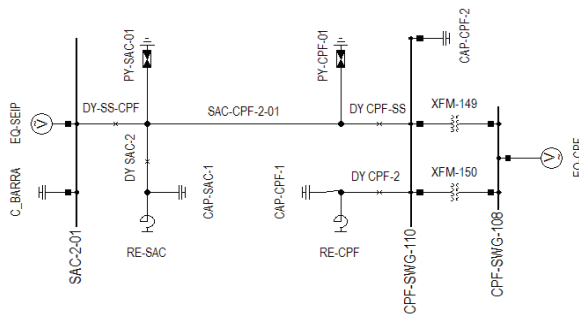 PY-SAC-01
PY-CPF-01
CAP-CPF-2
EQ-SEIP
DY-SS-CPF
SAC-CPF-2-01
DY CPF-SS
XFM-149
DY SAC-2
CAP-SAC-1
CAP-CPF-1
DY CPF-2
XFM-150
EQ-CPF
C_BARRA
SAC-2-01
RE-SAC
RE-CPF
CPF-SWG-110
CPF-SWG-108